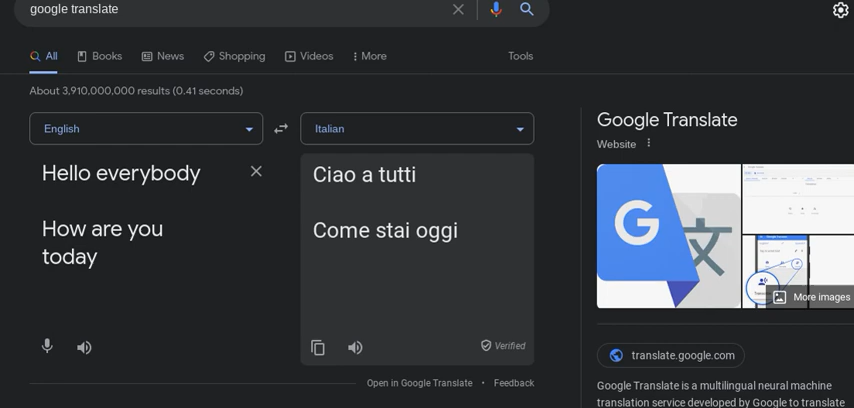 google translate
All Books News Shopping Videos More Tools
About 3,910,000,000 results (0.41 seconds)
English Italian
Hello everybody
How are you
today
Ciao a tutti
Come stai oggi
Verified
Open in Google Translate • Feedback
Google Translate
Website
G 文
More images
translate.google.com
Google Translate is a multilingual neural machine
translation service developed by Google to translate